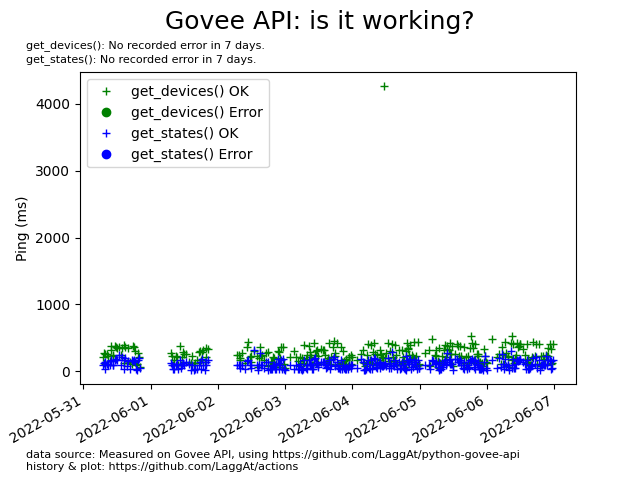 Govee API: is it working?
get_devices(): No recorded error in 7 days.
get_states(): No recorded error in 7 days.
get_devices() OK
get_devices() Error
get_states() OK
get_states() Error
Ping (ms)
4000
3000
2000
1000
0
2022-05-31
2022-06-01
2022-06-02
2022-06-03
2022-06-04
2022-06-05
2022-06-06
2022-06-07
data source: Measured on Govee API, using https://github.com/LaggAt/python-govee-api
history & plot: https://github.com/LaggAt/actions